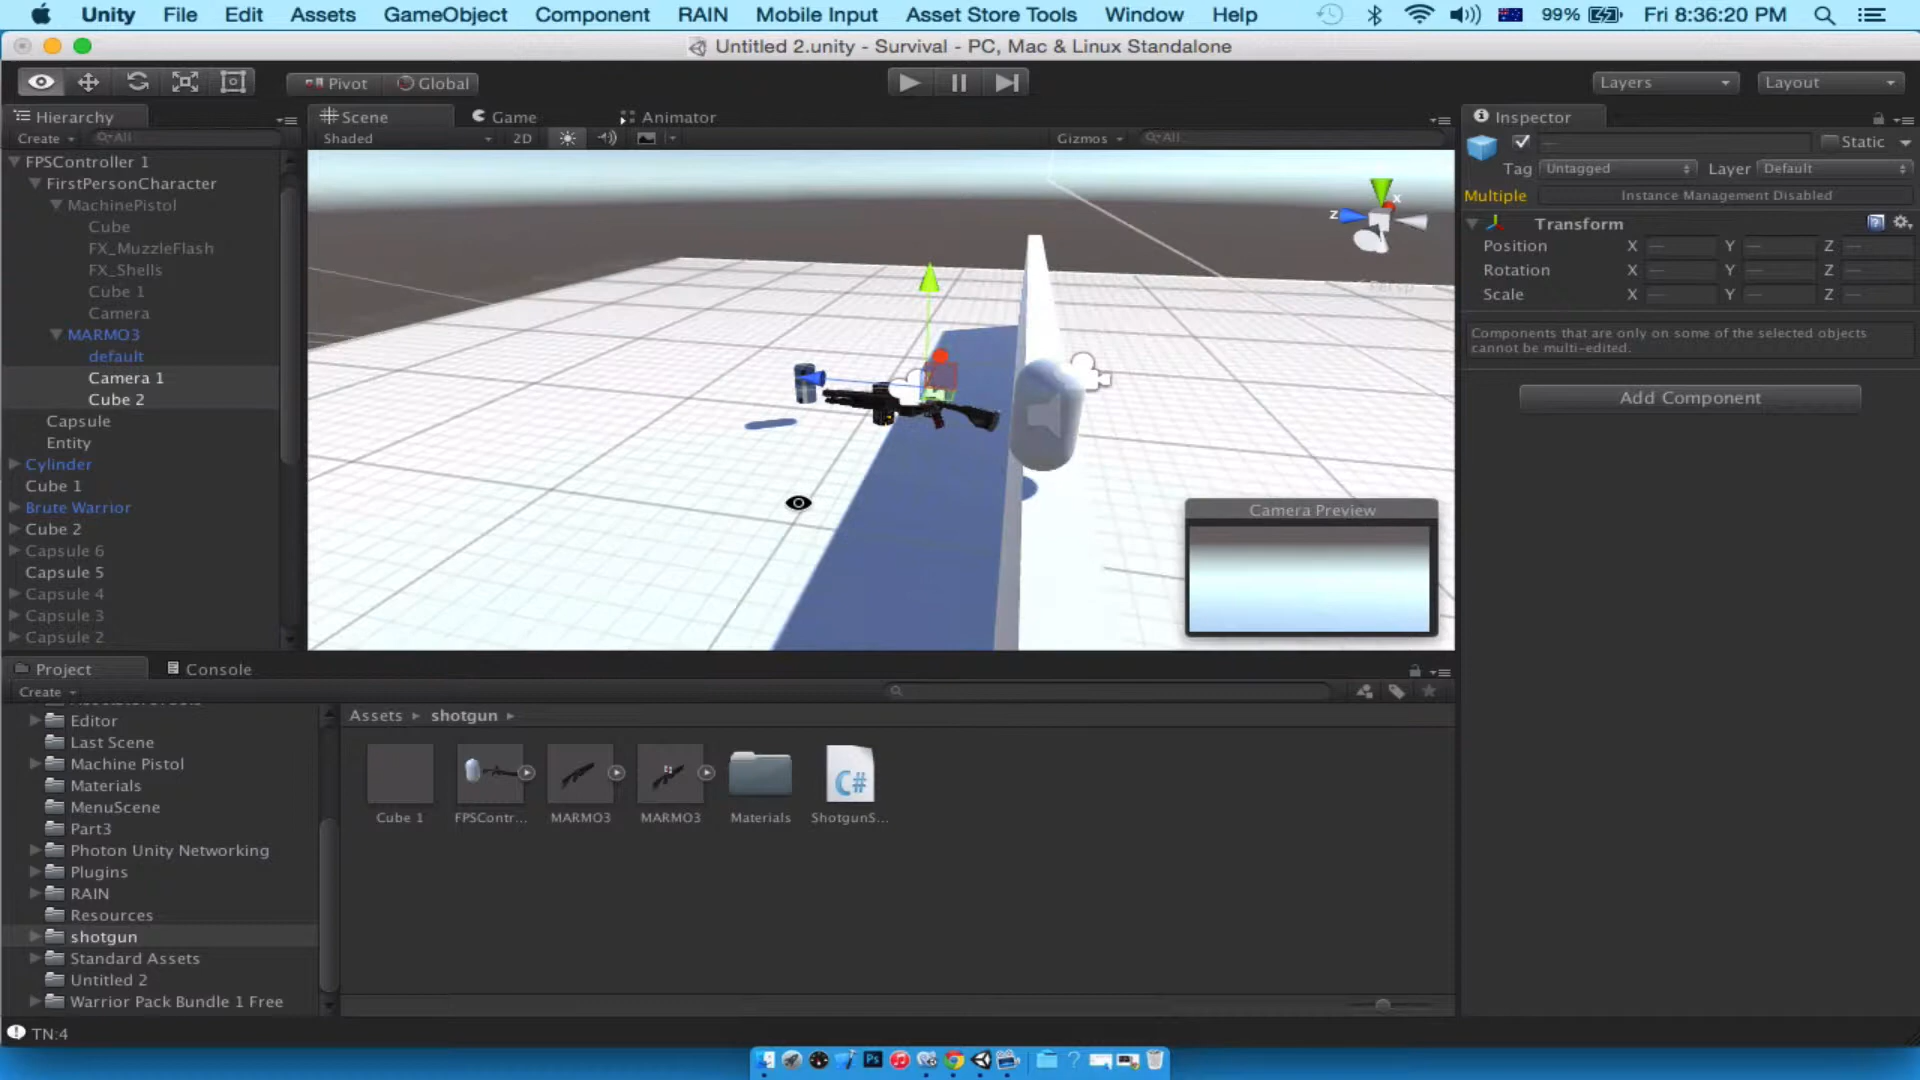 Unity File Edit Assets GameObject Component RAIN Mobile Input Asset Store Tools Window Help 99% Fri 8:36:20 PM
Untitled 2.unity - Survival - PC, Mac & Linux Standalone
Pivot Global Layers Layout
Hierarchy Scene Game Animator Inspector
Create All Shaded 2D Gizmos All Static
Tag Untagged Layer Default
Multiple Instance Management Disabled
Transform
Position X — Y — Z —
Rotation X — Y — Z —
Scale X — Y — Z —
Components that are only on some of the selected objects
cannot be multi-edited.
Add Component
FPSController 1
FirstPersonCharacter
MachinePistol
Cube
FX_MuzzleFlash
FX_Shells
Cube 1
Camera
MARMO3
default
Camera 1
Cube 2
Capsule
Entity
Cylinder
Cube 1
Brute Warrior
Cube 2
Capsule 6
Capsule 5
Capsule 4
Capsule 3
Capsule 2
x
z
Persp
Camera Preview
Project Console
Create
Editor
Last Scene
Machine Pistol
Materials
MenuScene
Part3
Photon Unity Networking
Plugins
RAIN
Resources
shotgun
Standard Assets
Untitled 2
Warrior Pack Bundle 1 Free
Assets shotgun
C#
Cube 1 FPSContr... MARMO3 MARMO3 Materials ShotgunS...
TN:4
Ps